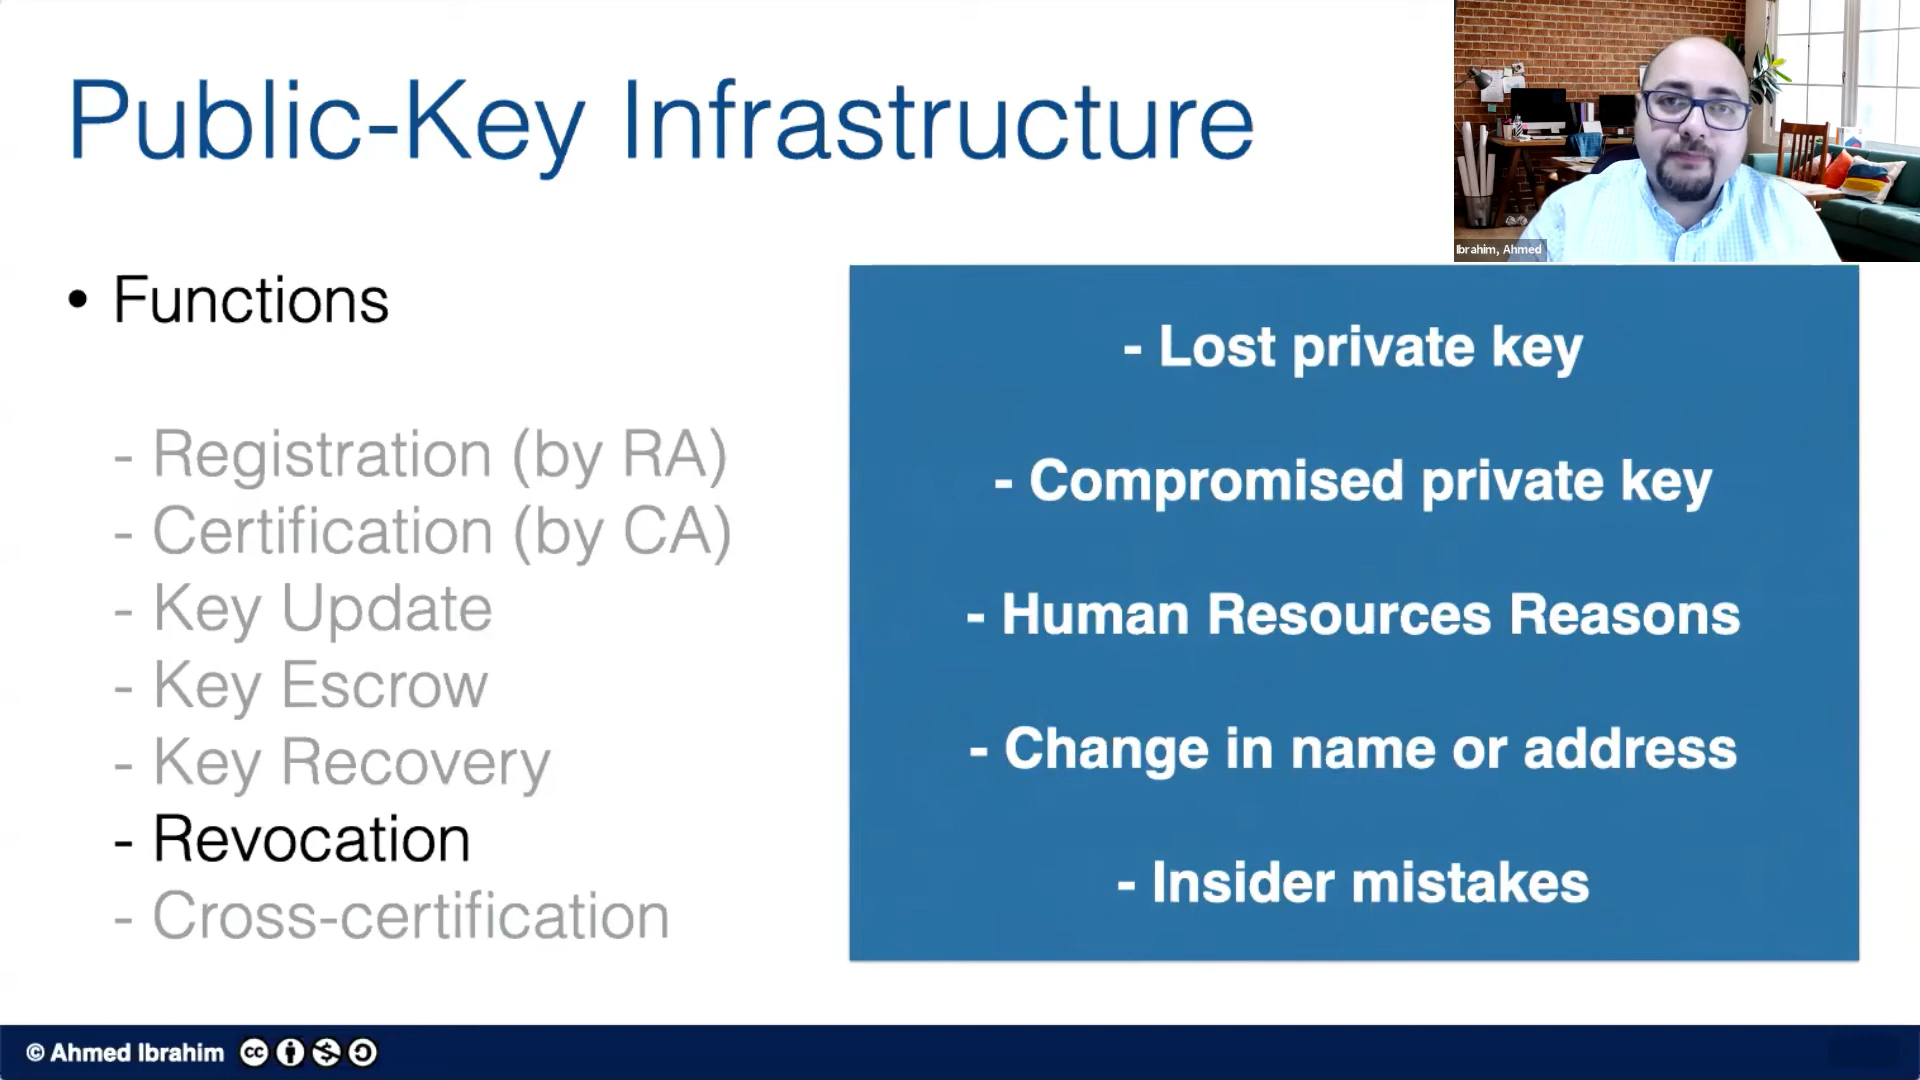 Public-Key Infrastructure
Ibrahim, Ahmed
• Functions
- Registration (by RA)
- Certification (by CA)
- Key Update
- Key Escrow
- Key Recovery
- Revocation
- Cross-certification
- Lost private key
- Compromised private key
- Human Resources Reasons
- Change in name or address
- Insider mistakes
© Ahmed Ibrahim cc